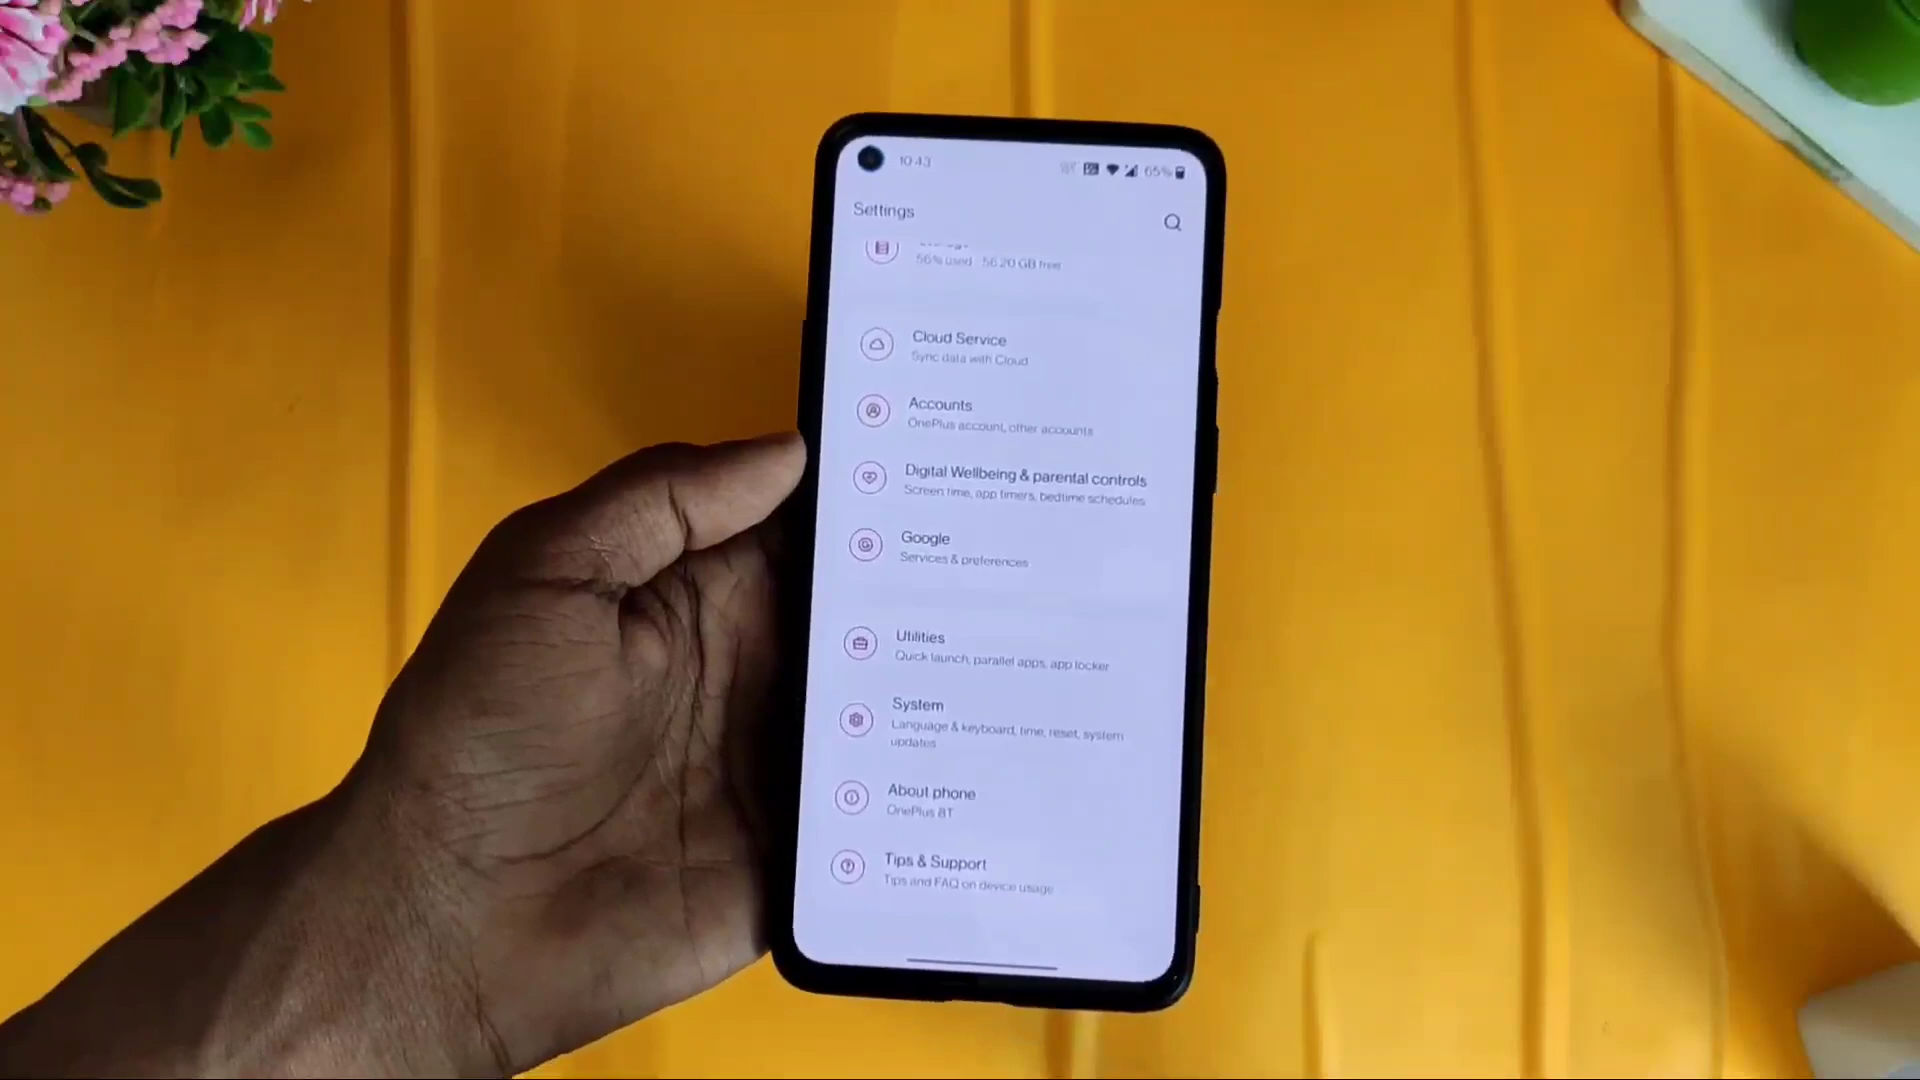 10:43
65%
Settings
56% used - 56.20 GB free
Cloud Service
Sync data with Cloud
Accounts
OnePlus account, other accounts
Digital Wellbeing & parental controls
Screen time, app timers, bedtime schedules
Google
Services & preferences
Utilities
Quick launch, parallel apps, app locker
System
Language & keyboard, time, reset, system
updates
About phone
OnePlus 8T
Tips & Support
Tips and FAQ on device usage